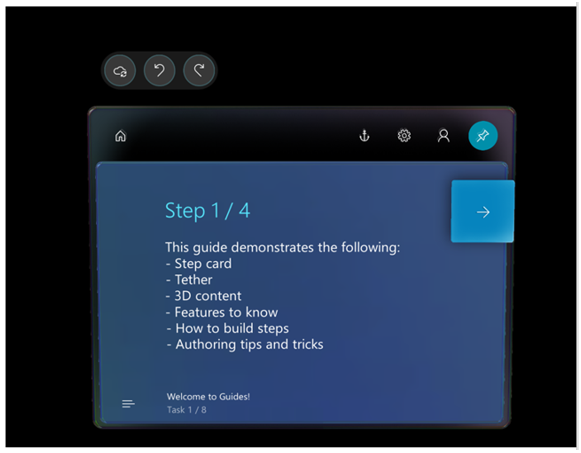 Step 1 / 4
This guide demonstrates the following:
- Step card
- Tether
- 3D content
- Features to know
- How to build steps
- Authoring tips and tricks
Welcome to Guides!
Task 1 / 8